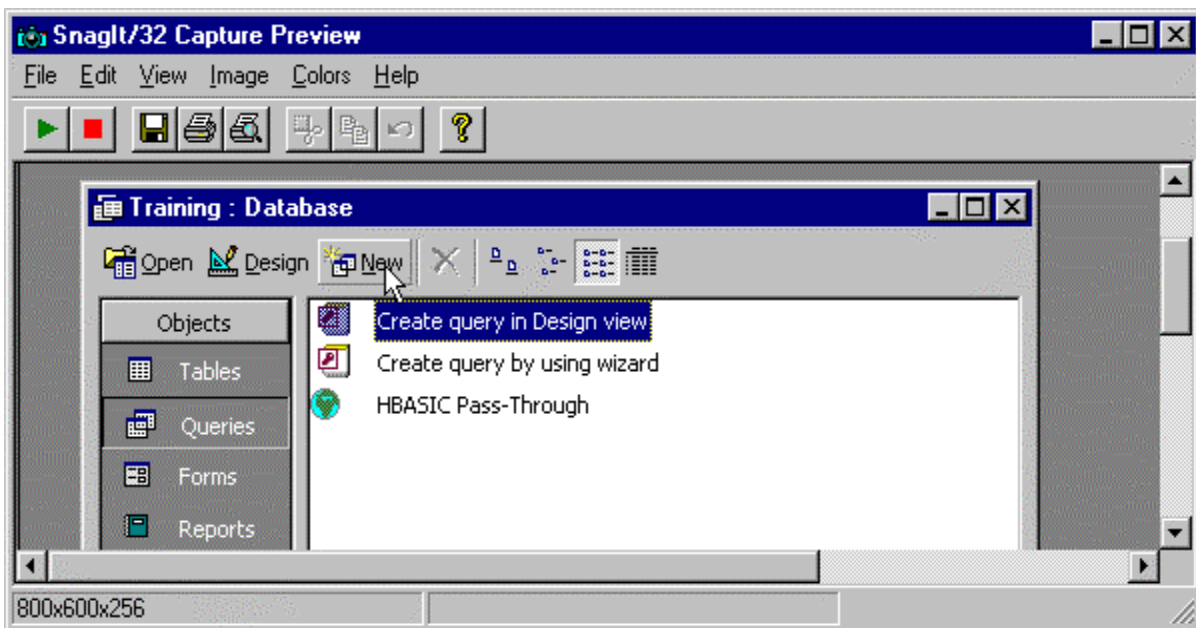 SnagIt/32 Capture Preview
File Edit View Image Colors Help
Training : Database
Open Design New
Objects
Create query in Design view
Tables
Create query by using wizard
Queries
HBASIC Pass-Through
Forms
Reports
800x600x256